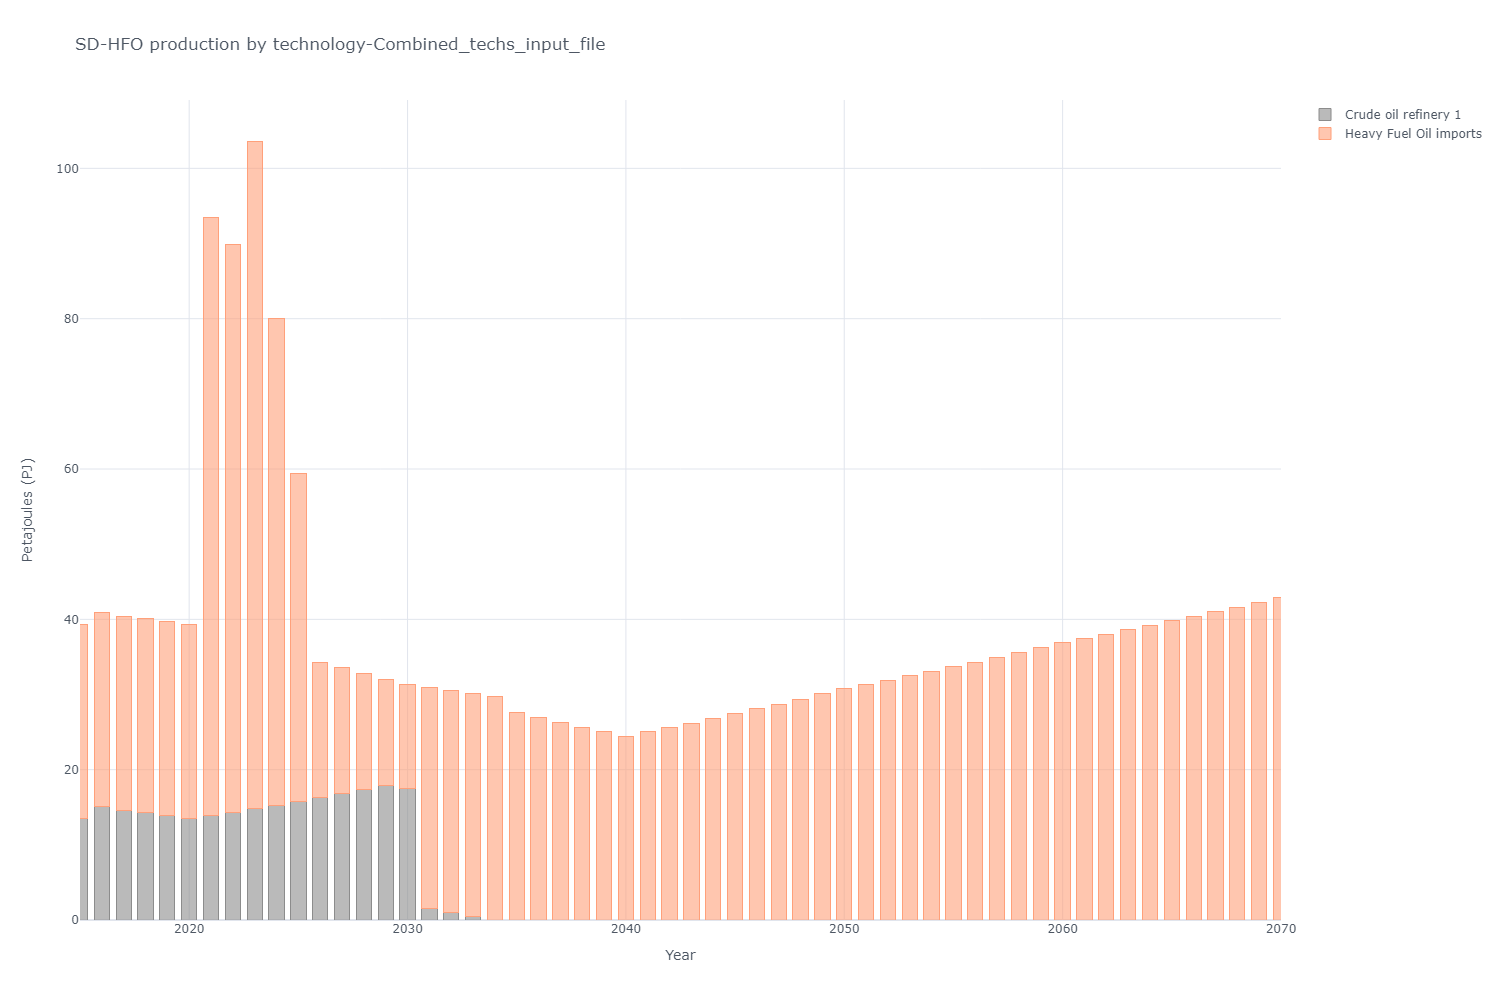 SD-HFO production by technology-Combined_techs_input_file
Crude oil refinery 1
Heavy Fuel Oil imports
100
80
60
40
20
0
Petajoules (PJ)
2020 2030 2040 2050 2060 2070
Year